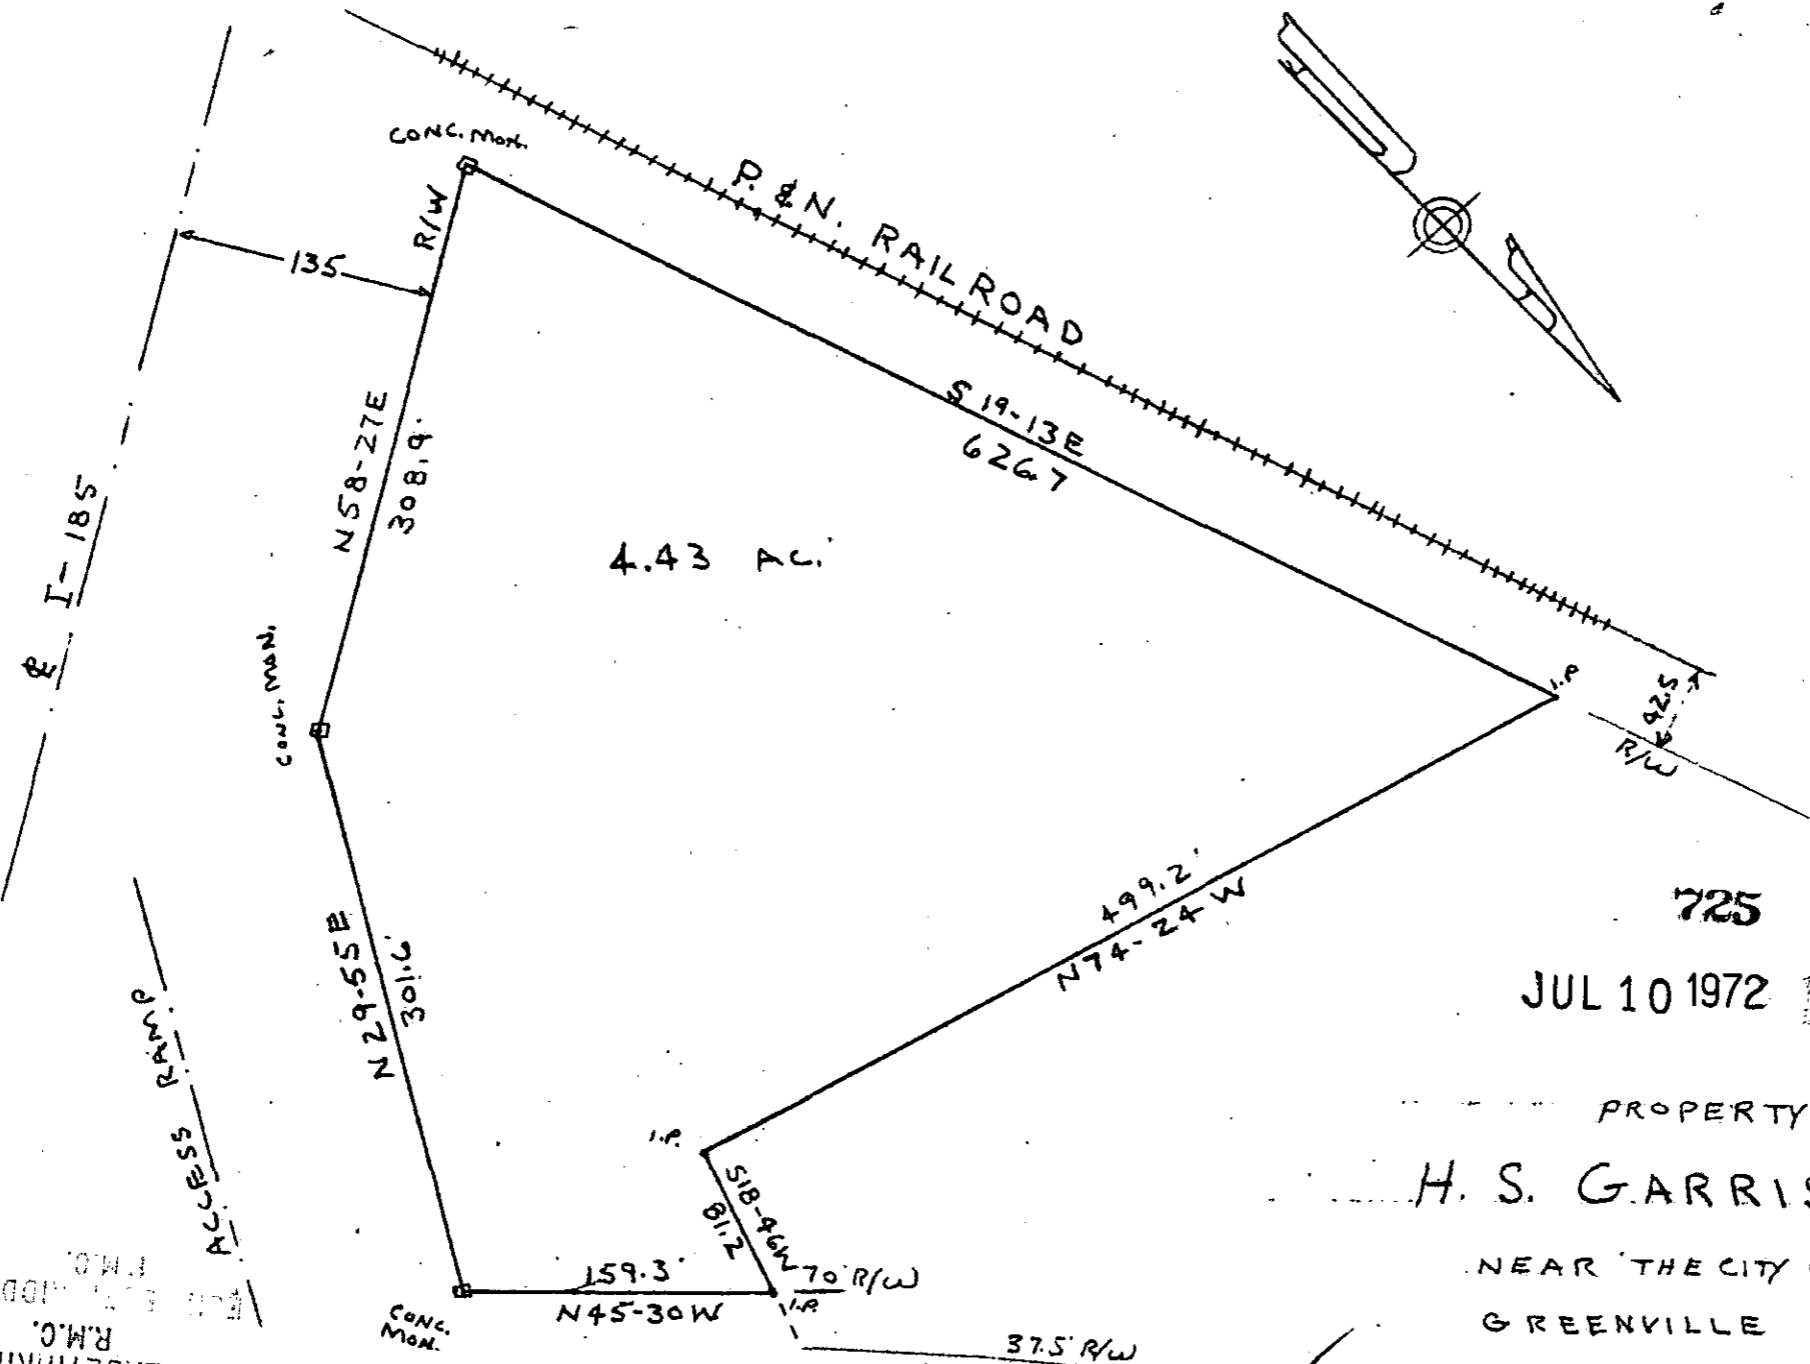 CONC. MON.
R/W
135
P. & N. RAILROAD
S 19-13 E
626.7
N 58-27 E
308.9
4.43 AC.
℄ I-185
CONC. MON.
I.P.
42.5
R/W
499.2'
N 74-24 W
725
JUL 10 1972
N 29-55 E
301.6'
ACCESS RAMP
I.P.
S18-46W
81.2
159.3'
N 45-30 W
70' R/W
I.P.
CONC.
MON.
37.5' R/W
PROPERTY
H. S. GARRIS
NEAR THE CITY
GREENVILLE
R.M.C.